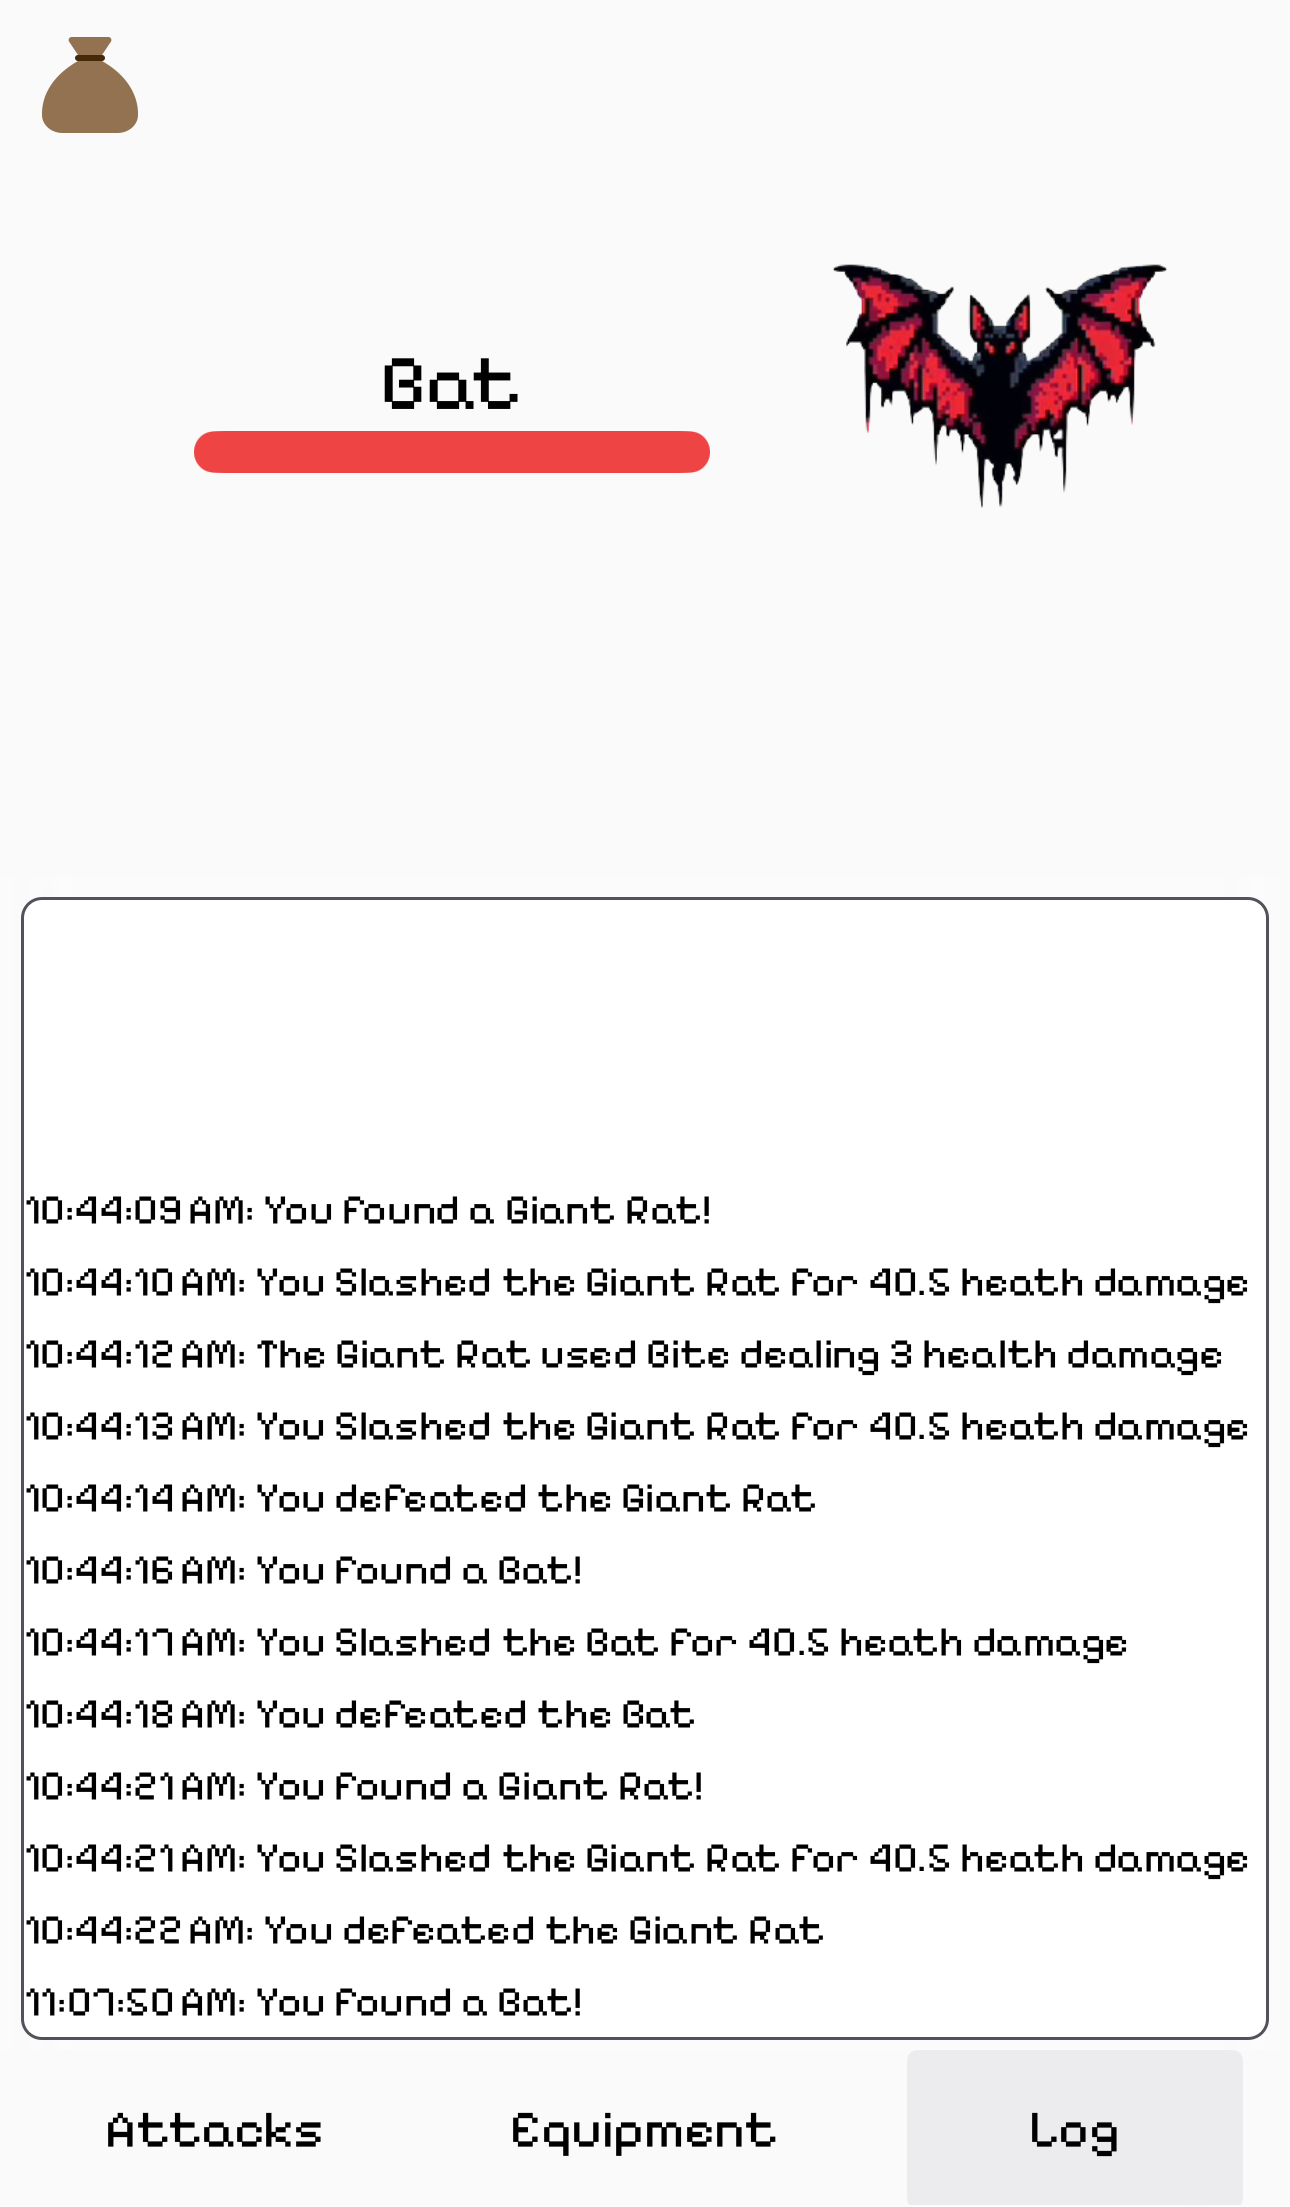 Bat
10:44:09 AM: You found a Giant Rat!
10:44:10 AM: You Slashed the Giant Rat for 40.5 heath damage
10:44:12 AM: The Giant Rat used Bite dealing 3 health damage
10:44:13 AM: You Slashed the Giant Rat for 40.5 heath damage
10:44:14 AM: You defeated the Giant Rat
10:44:16 AM: You found a Bat!
10:44:17 AM: You Slashed the Bat for 40.5 heath damage
10:44:18 AM: You defeated the Bat
10:44:21 AM: You found a Giant Rat!
10:44:21 AM: You Slashed the Giant Rat for 40.5 heath damage
10:44:22 AM: You defeated the Giant Rat
11:07:50 AM: You found a Bat!
Attacks Equipment Log